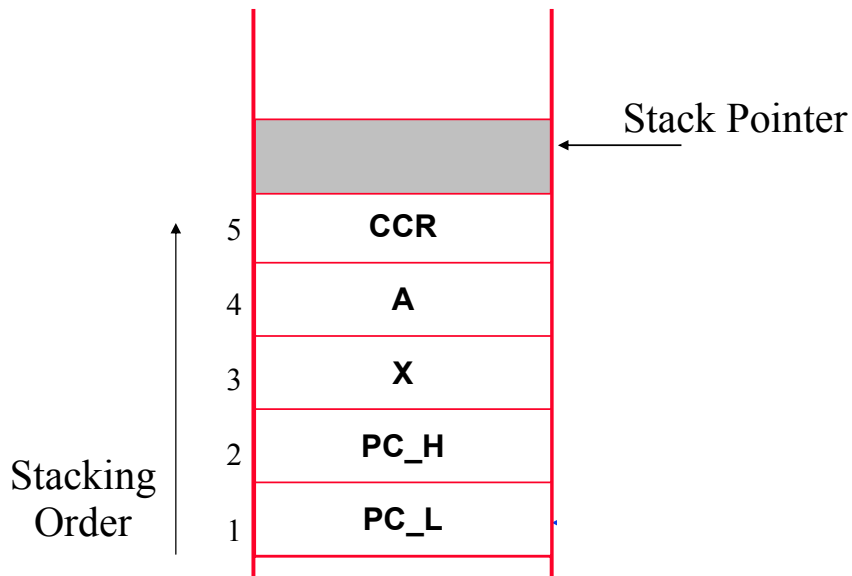 Stack Pointer
5 CCR
4 A
3 X
2 PC_H
1 PC_L
Stacking
Order